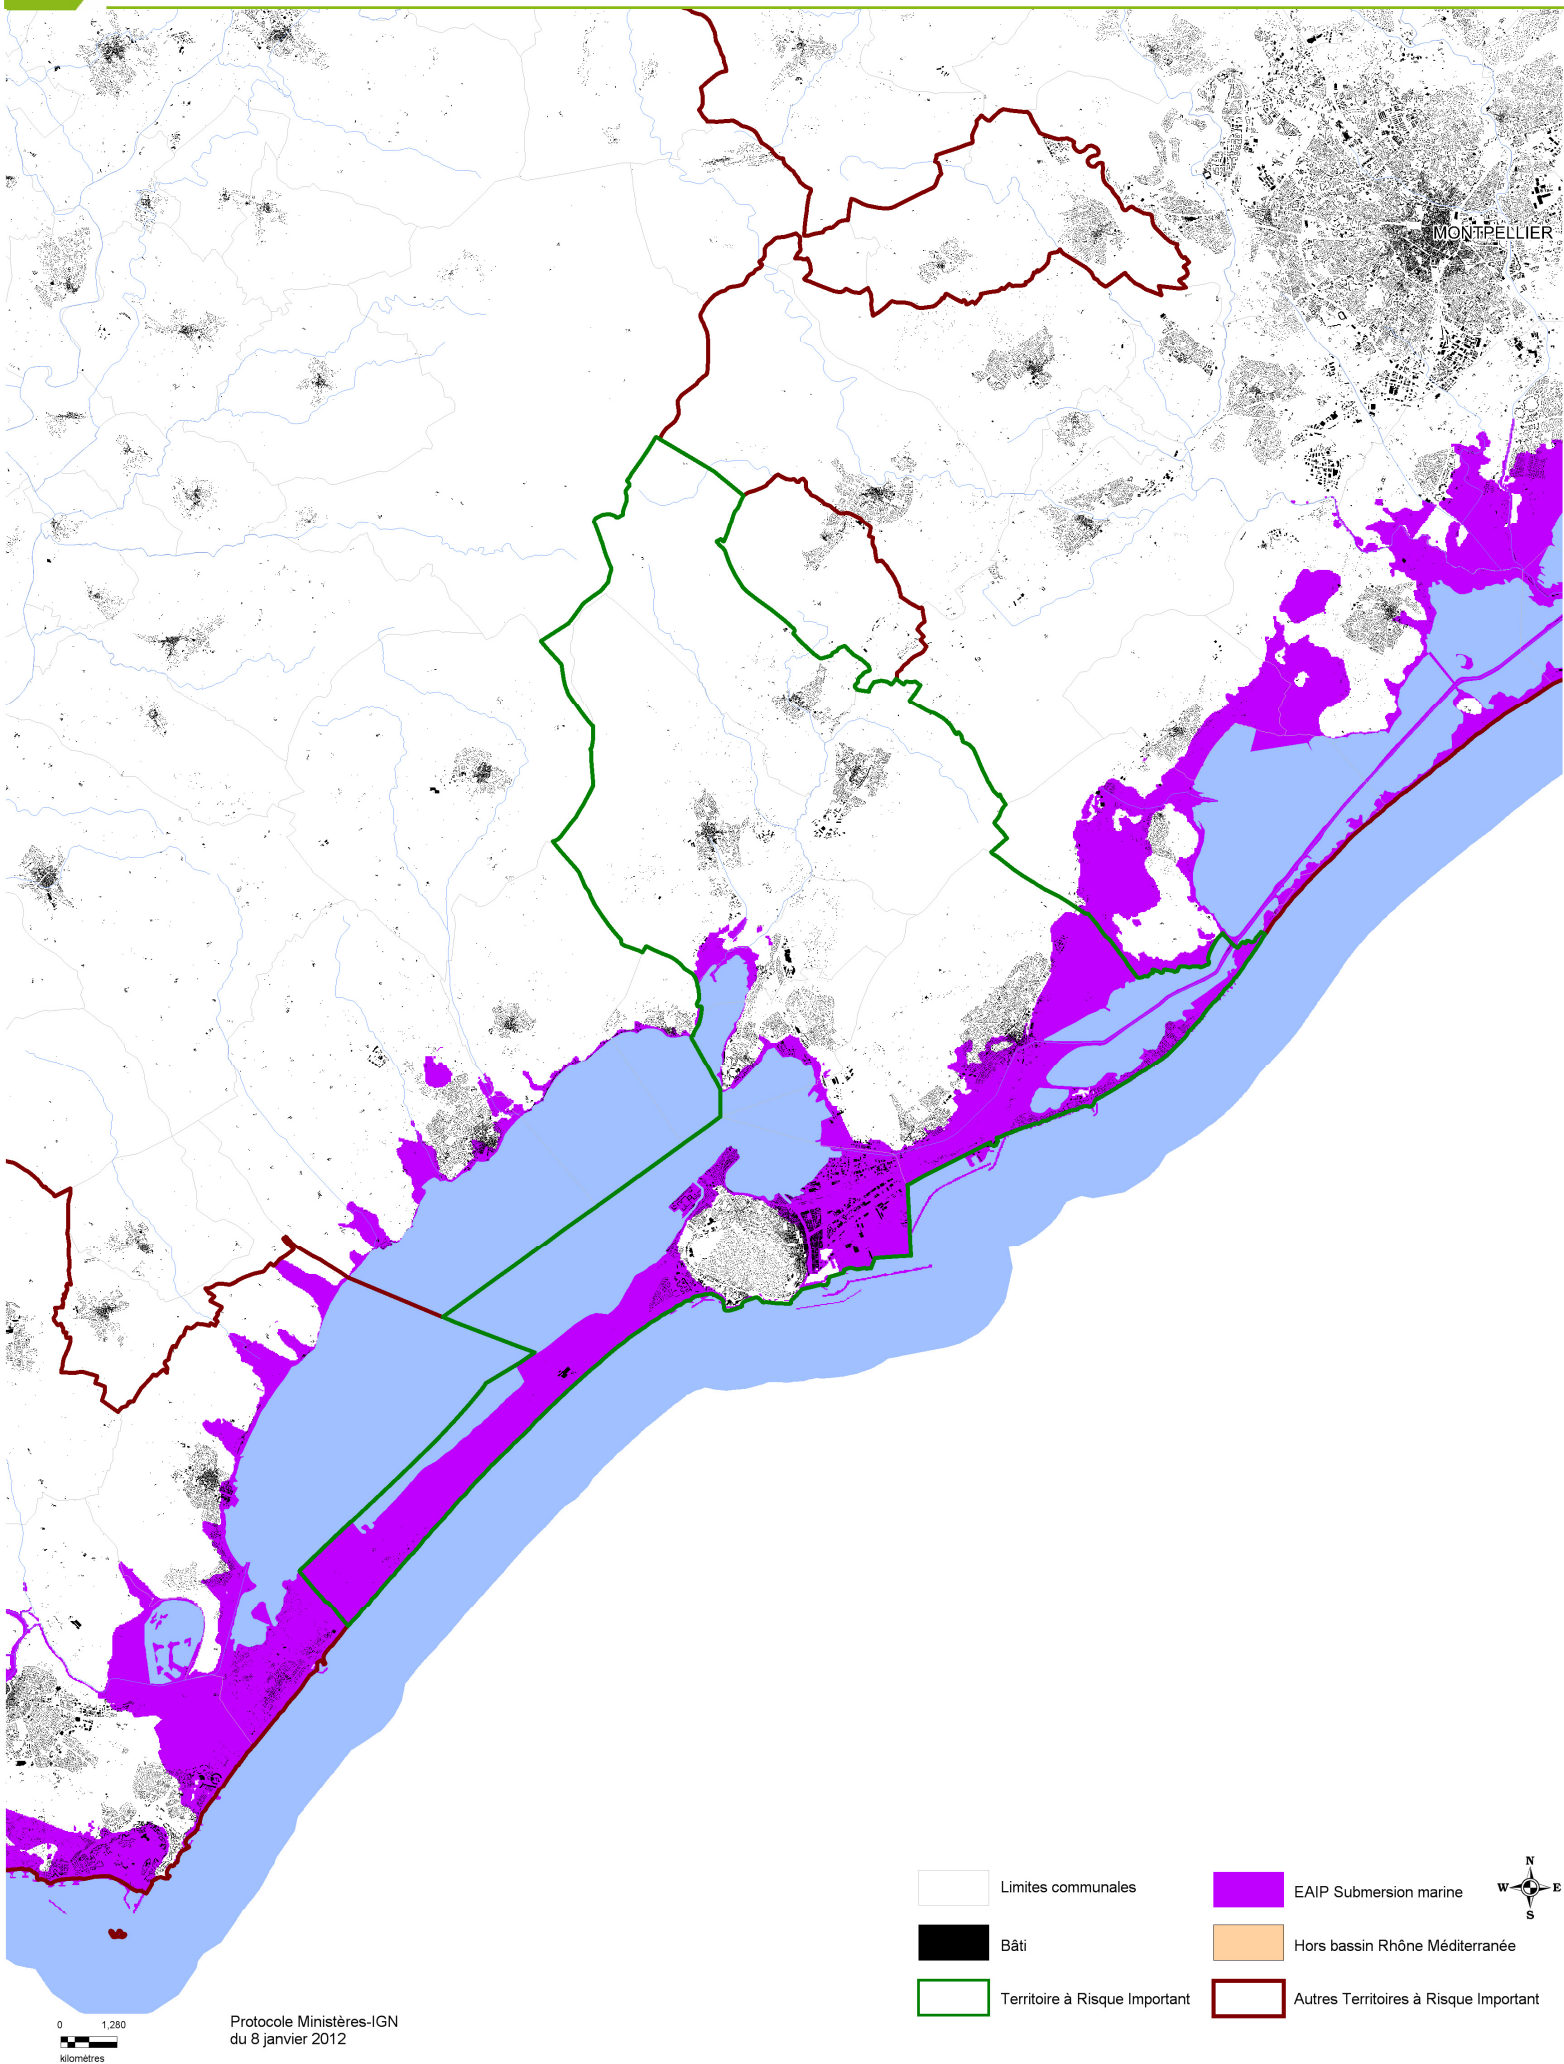 MONTPELLIER
Limites communales
Bâti
Territoire à Risque Important
EAIP Submersion marine
Hors bassin Rhône Méditerranée
Autres Territoires à Risque Important
N
W E
S
0 1,280
kilomètres
Protocole Ministères-IGN
du 8 janvier 2012